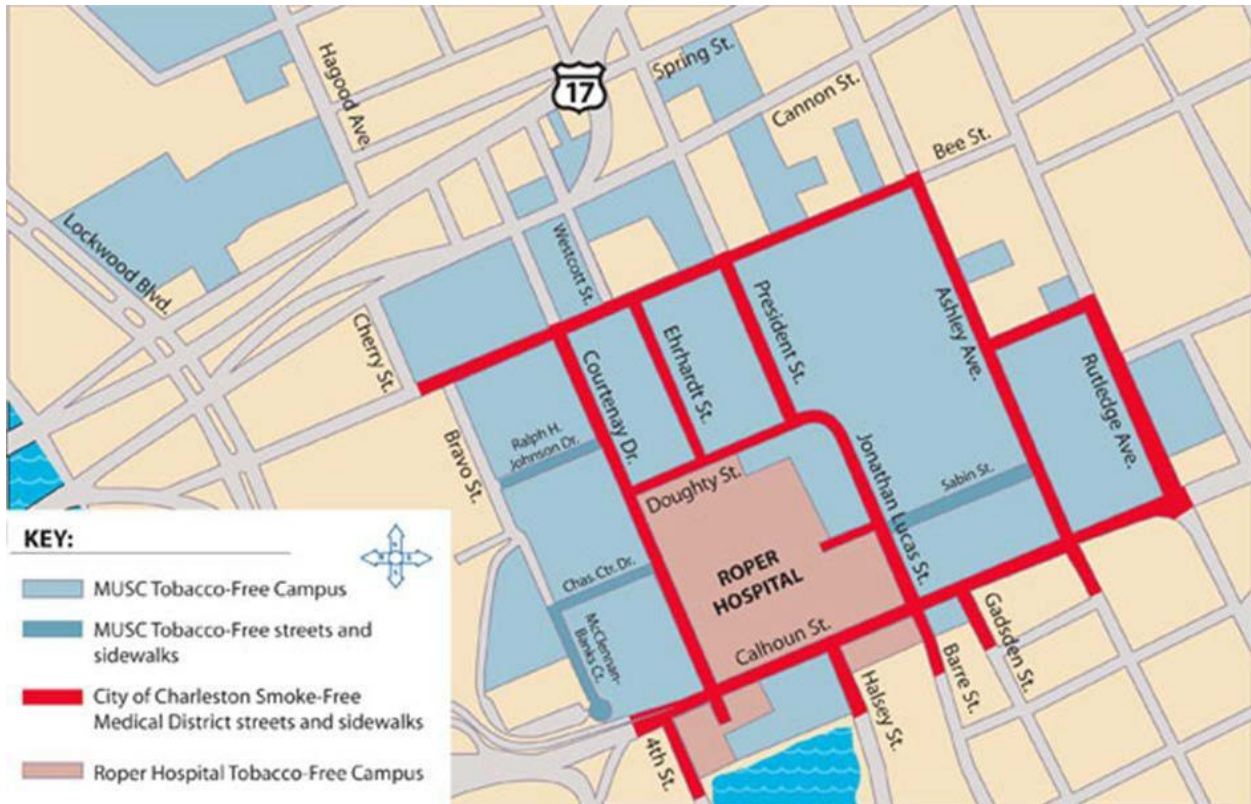 Hagood Ave.
17
Spring St.
Cannon St.
Bee St.
Lockwood Blvd.
Westcott St.
Cherry St.
Courtenay Dr.
Ehrhardt St.
President St.
Ashley Ave.
Rutledge Ave.
Bravo St.
Ralph H.
Johnson Dr.
Doughty St.
Jonathan Lucas St.
Sabin St.
ROPER
HOSPITAL
Chas. Ctr. Dr.
McClennan-
Banks Ct.
Calhoun St.
Gadsden St.
Barre St.
Halsey St.
4th St.
KEY:
MUSC Tobacco-Free Campus
MUSC Tobacco-Free streets and
sidewalks
City of Charleston Smoke-Free
Medical District streets and sidewalks
Roper Hospital Tobacco-Free Campus